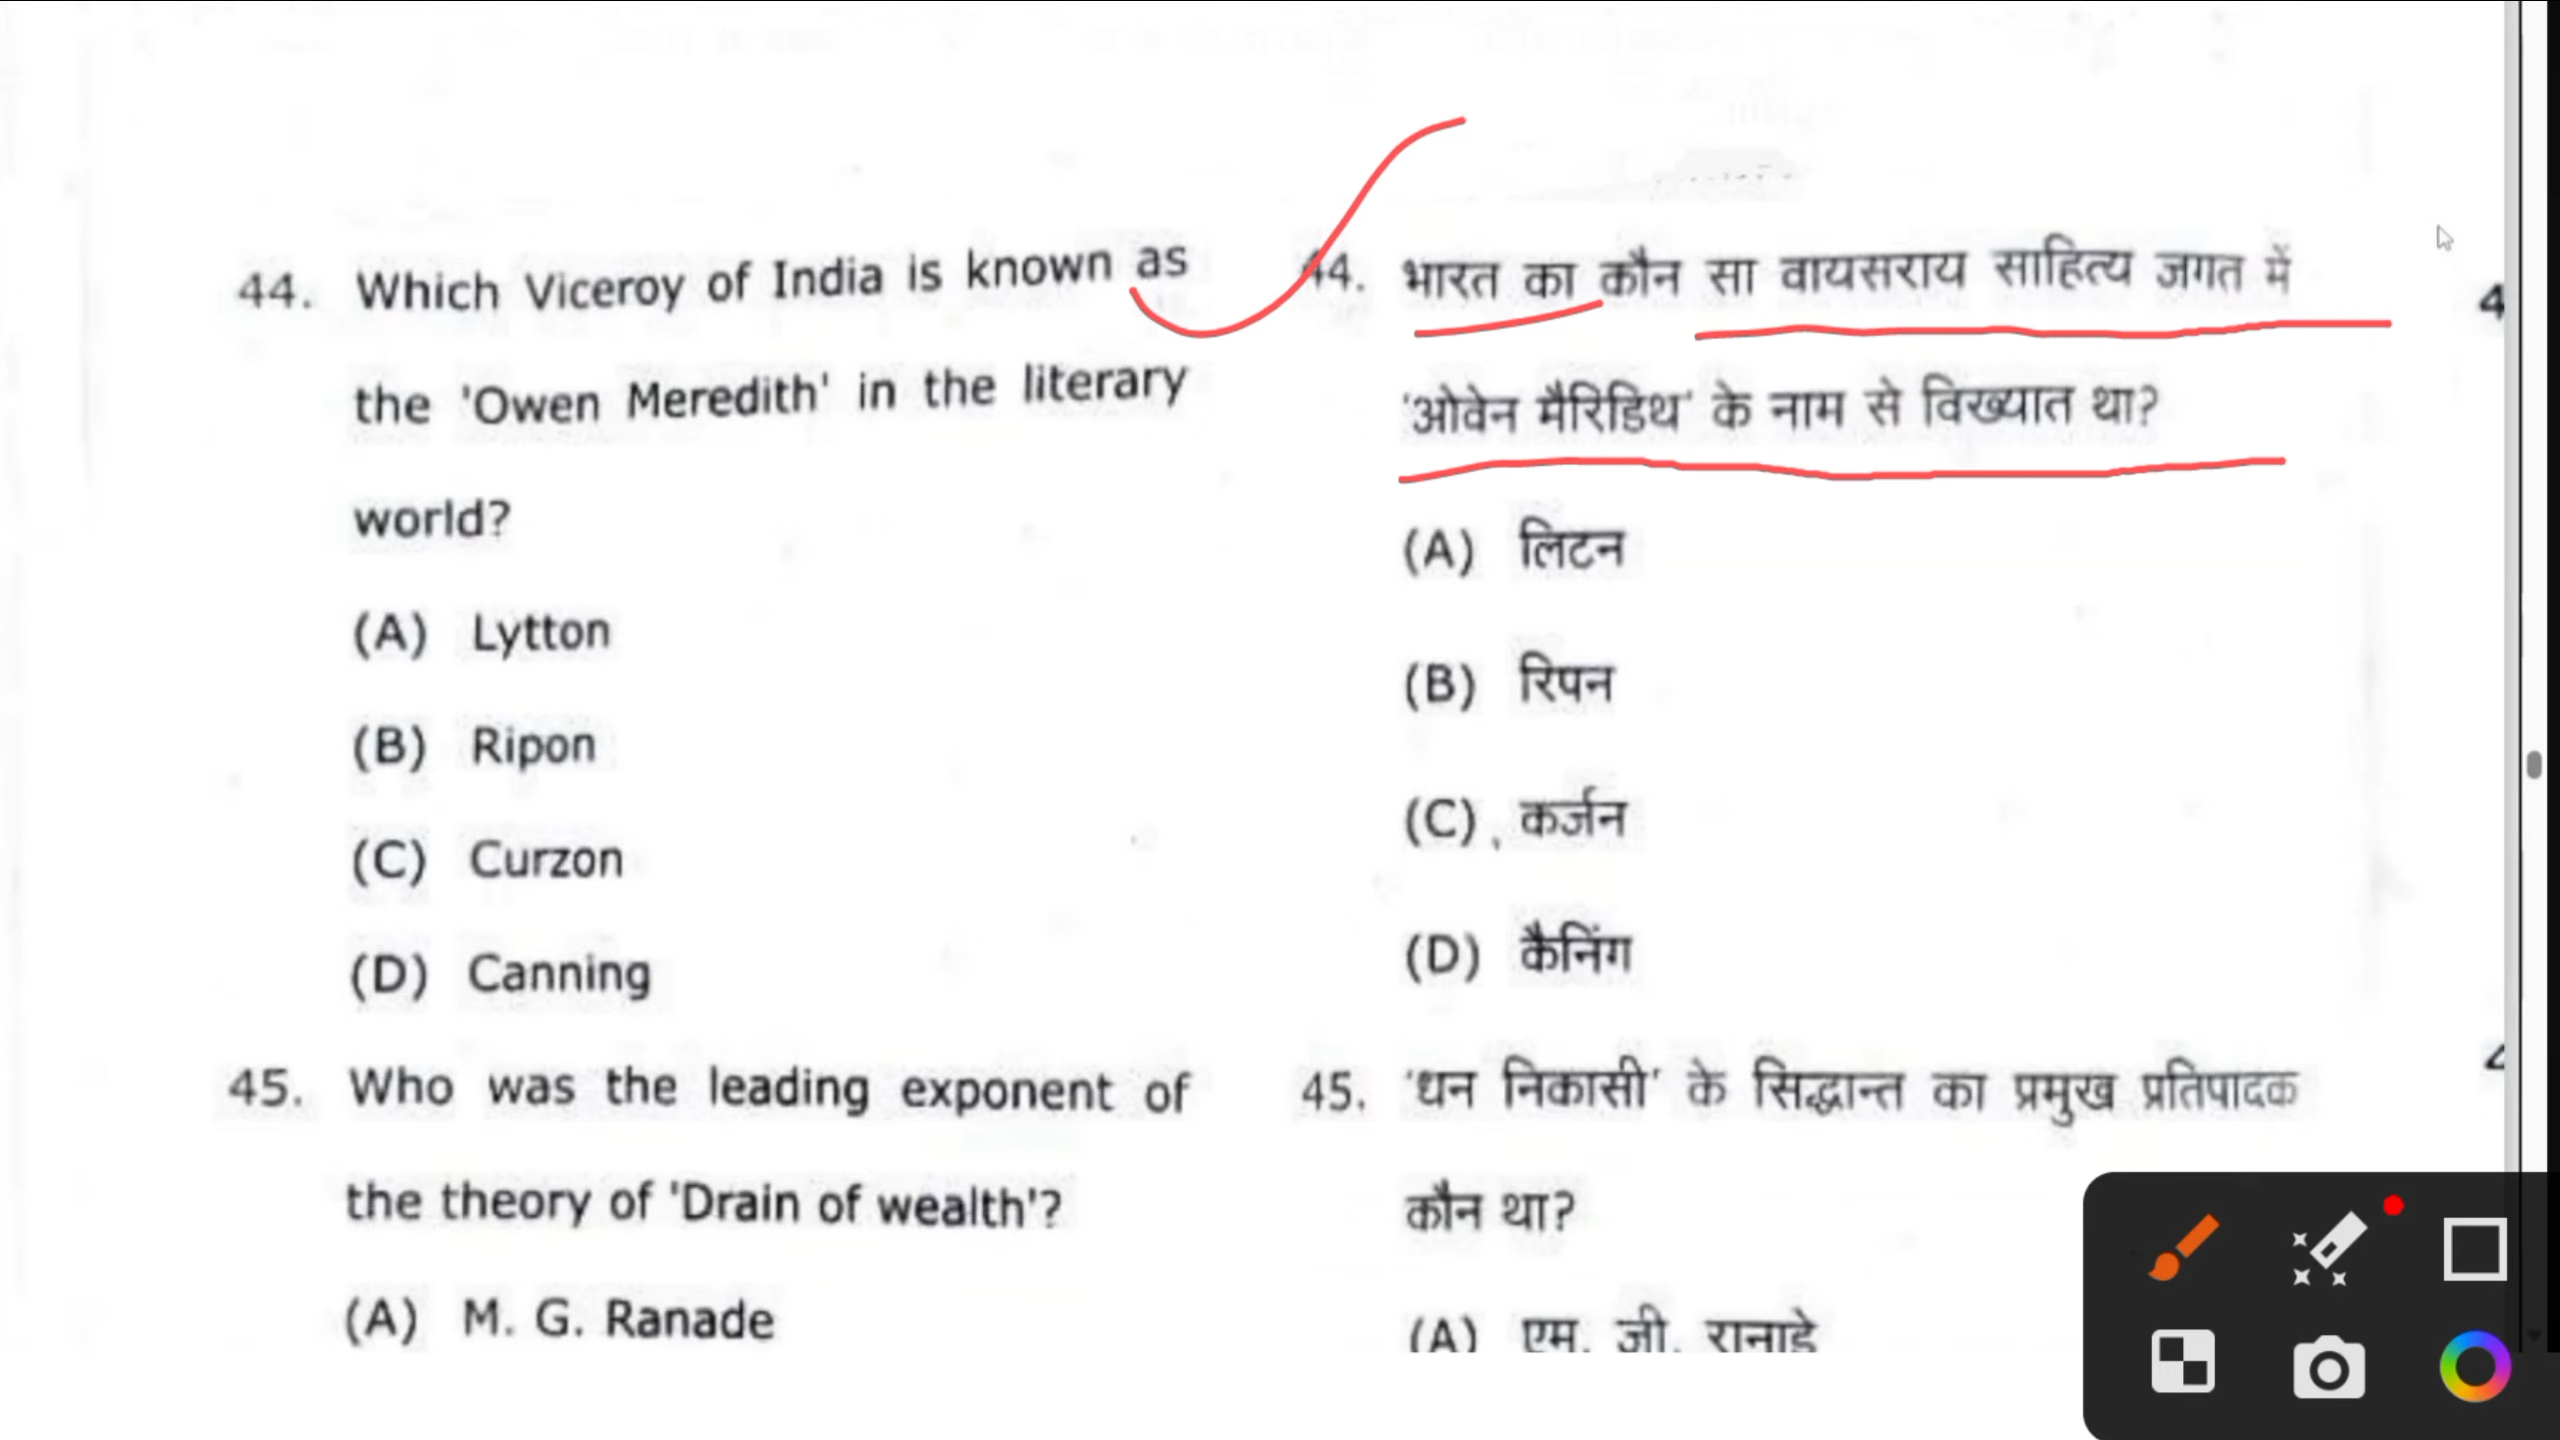 44. Which Viceroy of India is known as
the 'Owen Meredith' in the literary
world?
(A) Lytton
(B) Ripon
(C) Curzon
(D) Canning
45. Who was the leading exponent of
the theory of 'Drain of wealth'?
(A) M. G. Ranade
44. भारत का कौन सा वायसराय साहित्य जगत में
'ओवेन मैरिडिथ' के नाम से विख्यात था?
(A) लिटन
(B) रिपन
(C) कर्जन
(D) कैनिंग
45. 'धन निकासी' के सिद्धान्त का प्रमुख प्रतिपादक
कौन था?
(A) एम. जी. रानाडे
4